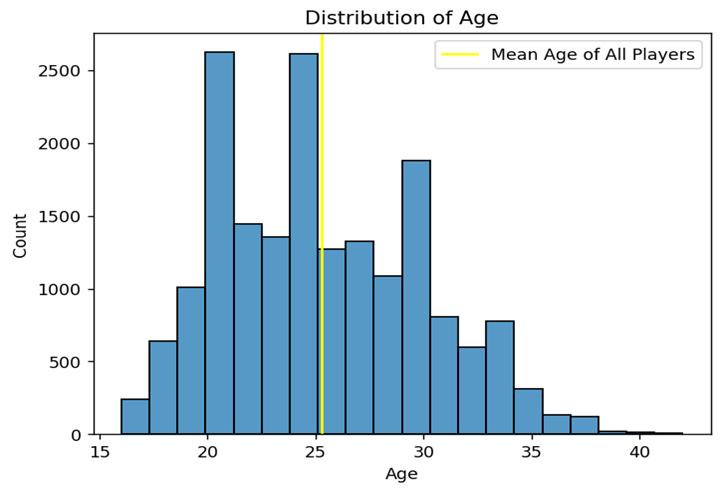 Distribution of Age
Mean Age of All Players
2500
2000
1500
1000
500
0
Count
15 20 25 30 35 40
Age